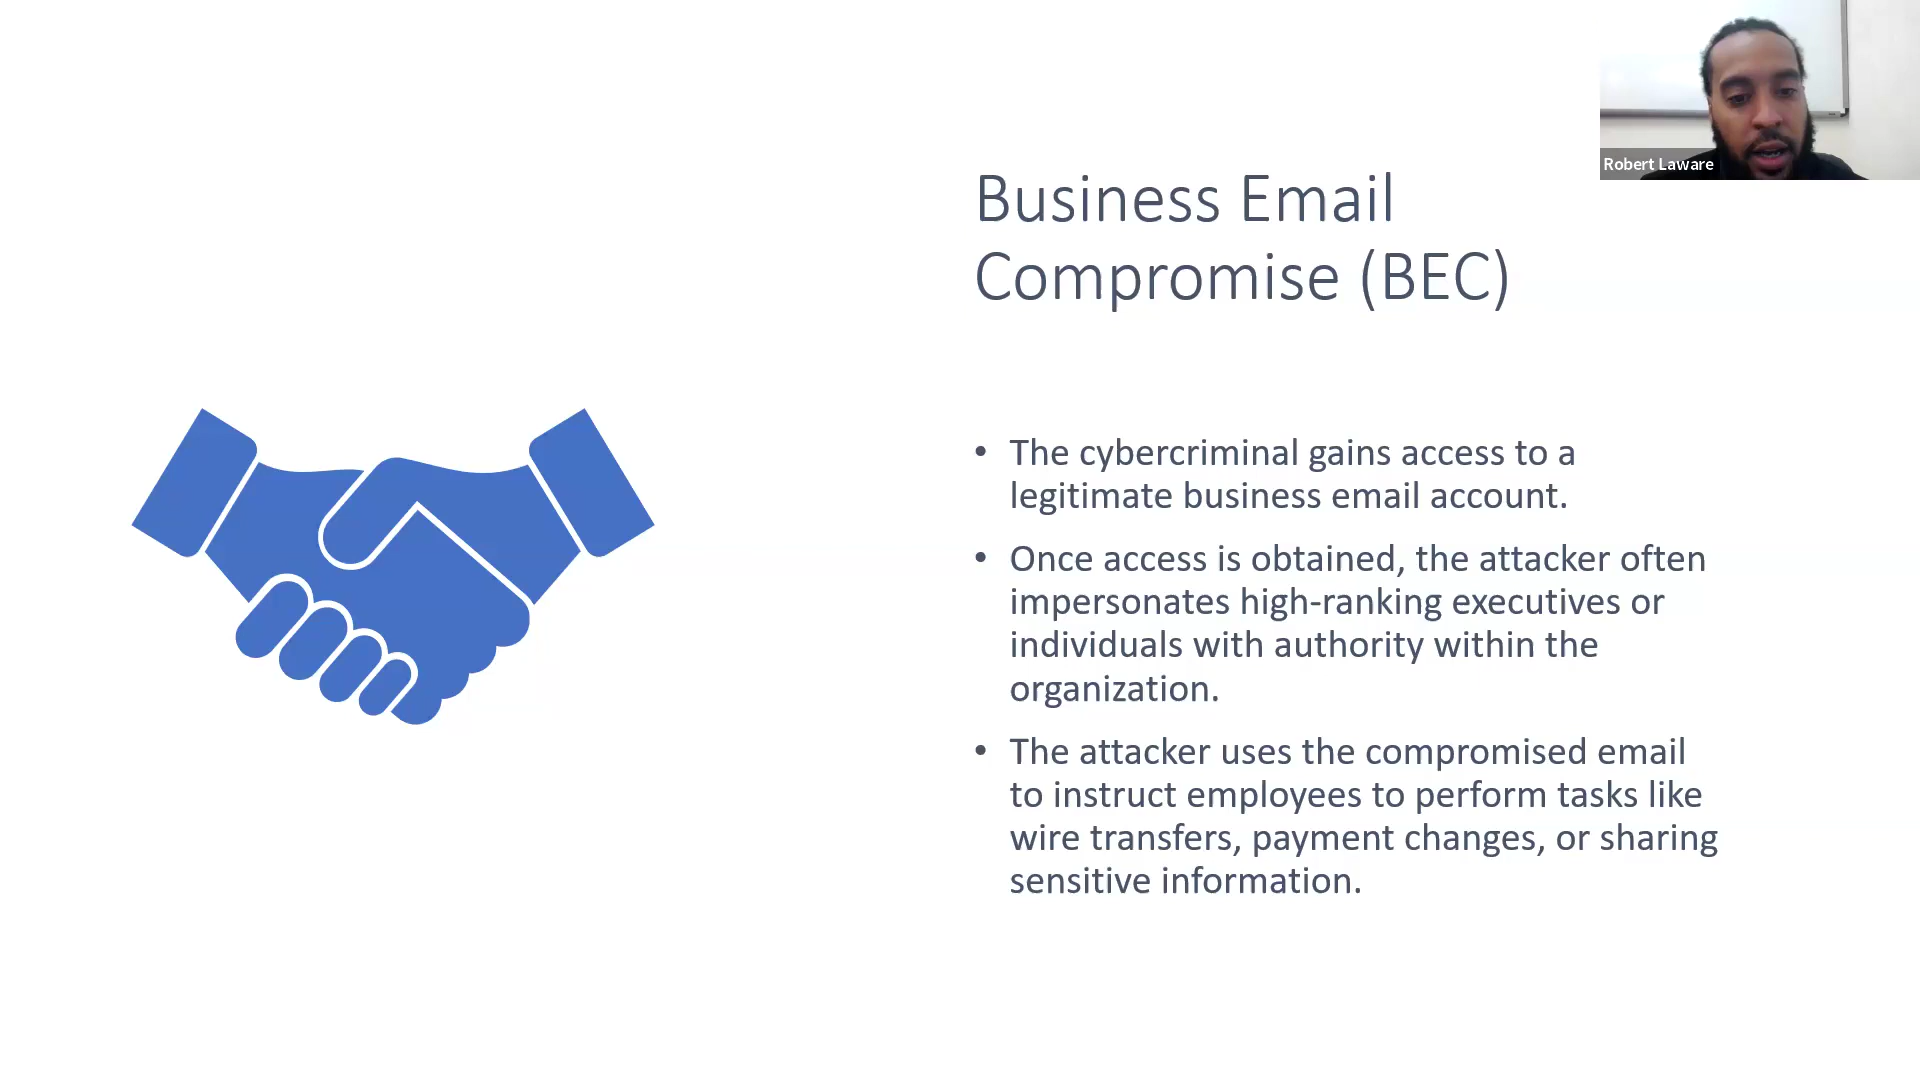 Robert Laware
Business Email
Compromise (BEC)
• The cybercriminal gains access to a
legitimate business email account.
• Once access is obtained, the attacker often
impersonates high-ranking executives or
individuals with authority within the
organization.
• The attacker uses the compromised email
to instruct employees to perform tasks like
wire transfers, payment changes, or sharing
sensitive information.